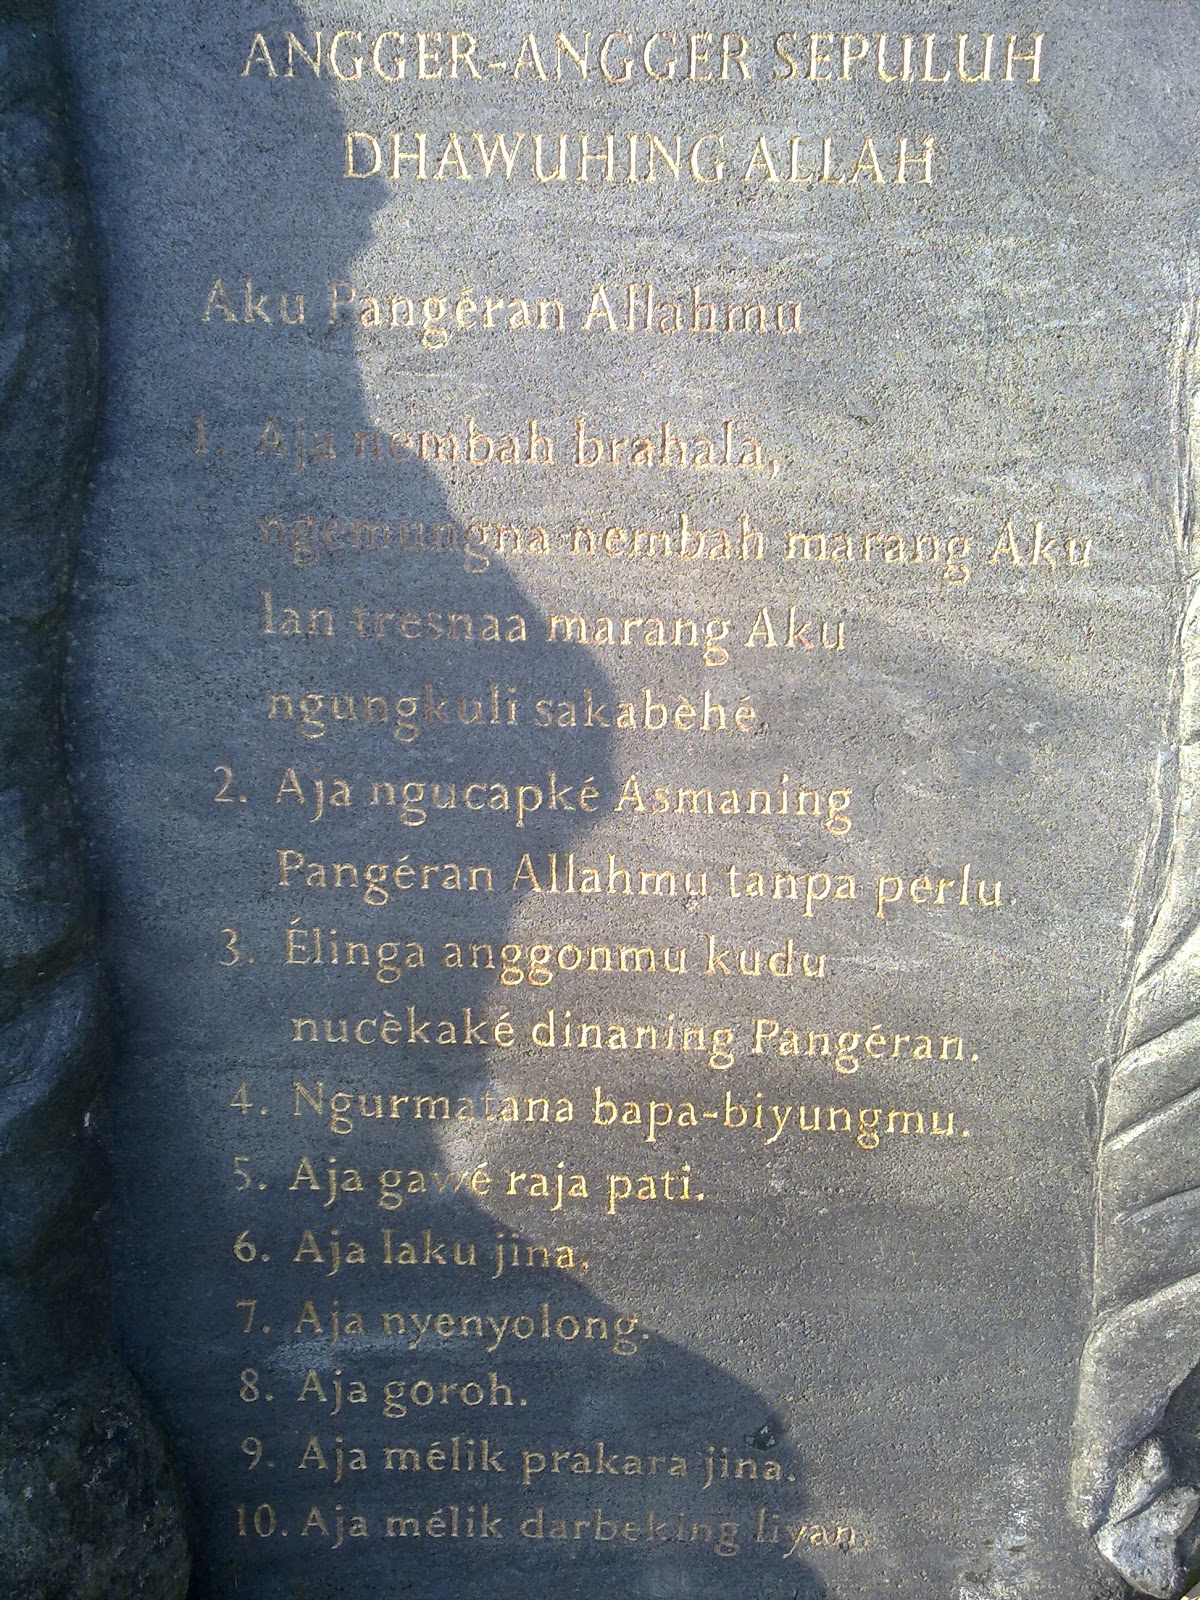 ANGGER-ANGGER SEPULUH
DHAWUHING ALLAH
Aku Pangéran Allahmu
1. Aja nembah brahala,
ngemungna nembah marang Aku
lan tresnaa marang Aku
ngungkuli sakabèhé
2. Aja ngucapké Asmaning
Pangéran Allahmu tanpa perlu
3. Élinga anggonmu kudu
nucèkaké dinaning Pangéran.
4. Ngurmatana bapa-biyungmu.
5. Aja gawé raja pati.
6. Aja laku jina.
7. Aja nyenyolong.
8. Aja goroh.
9. Aja mélik prakara jina.
10. Aja mélik darbeking liyan.